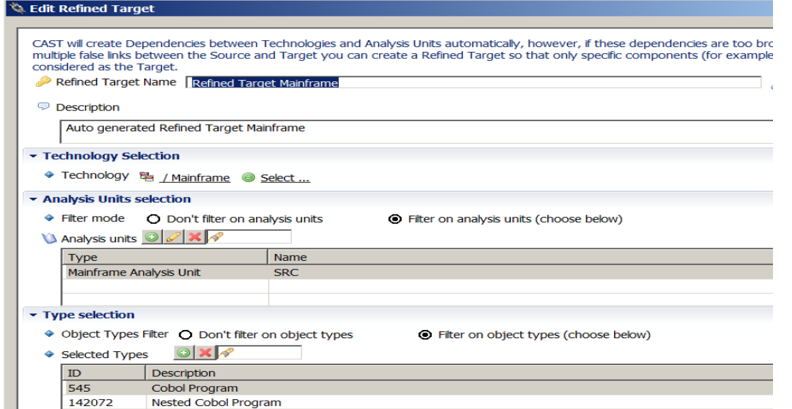 Edit Refined Target
CAST will create Dependencies between Technologies and Analysis Units automatically, however, if these dependencies are too bro
multiple false links between the Source and Target you can create a Refined Target so that only specific components (for example
considered as the Target.
Refined Target Name Refined Target Mainframe
Description
Auto generated Refined Target Mainframe
Technology Selection
Technology / Mainframe Select ...
Analysis Units selection
Filter mode Don't filter on analysis units Filter on analysis units (choose below)
Analysis units
Type Name
Mainframe Analysis Unit SRC
Type selection
Object Types Filter Don't filter on object types Filter on object types (choose below)
Selected Types
ID Description
545 Cobol Program
142072 Nested Cobol Program